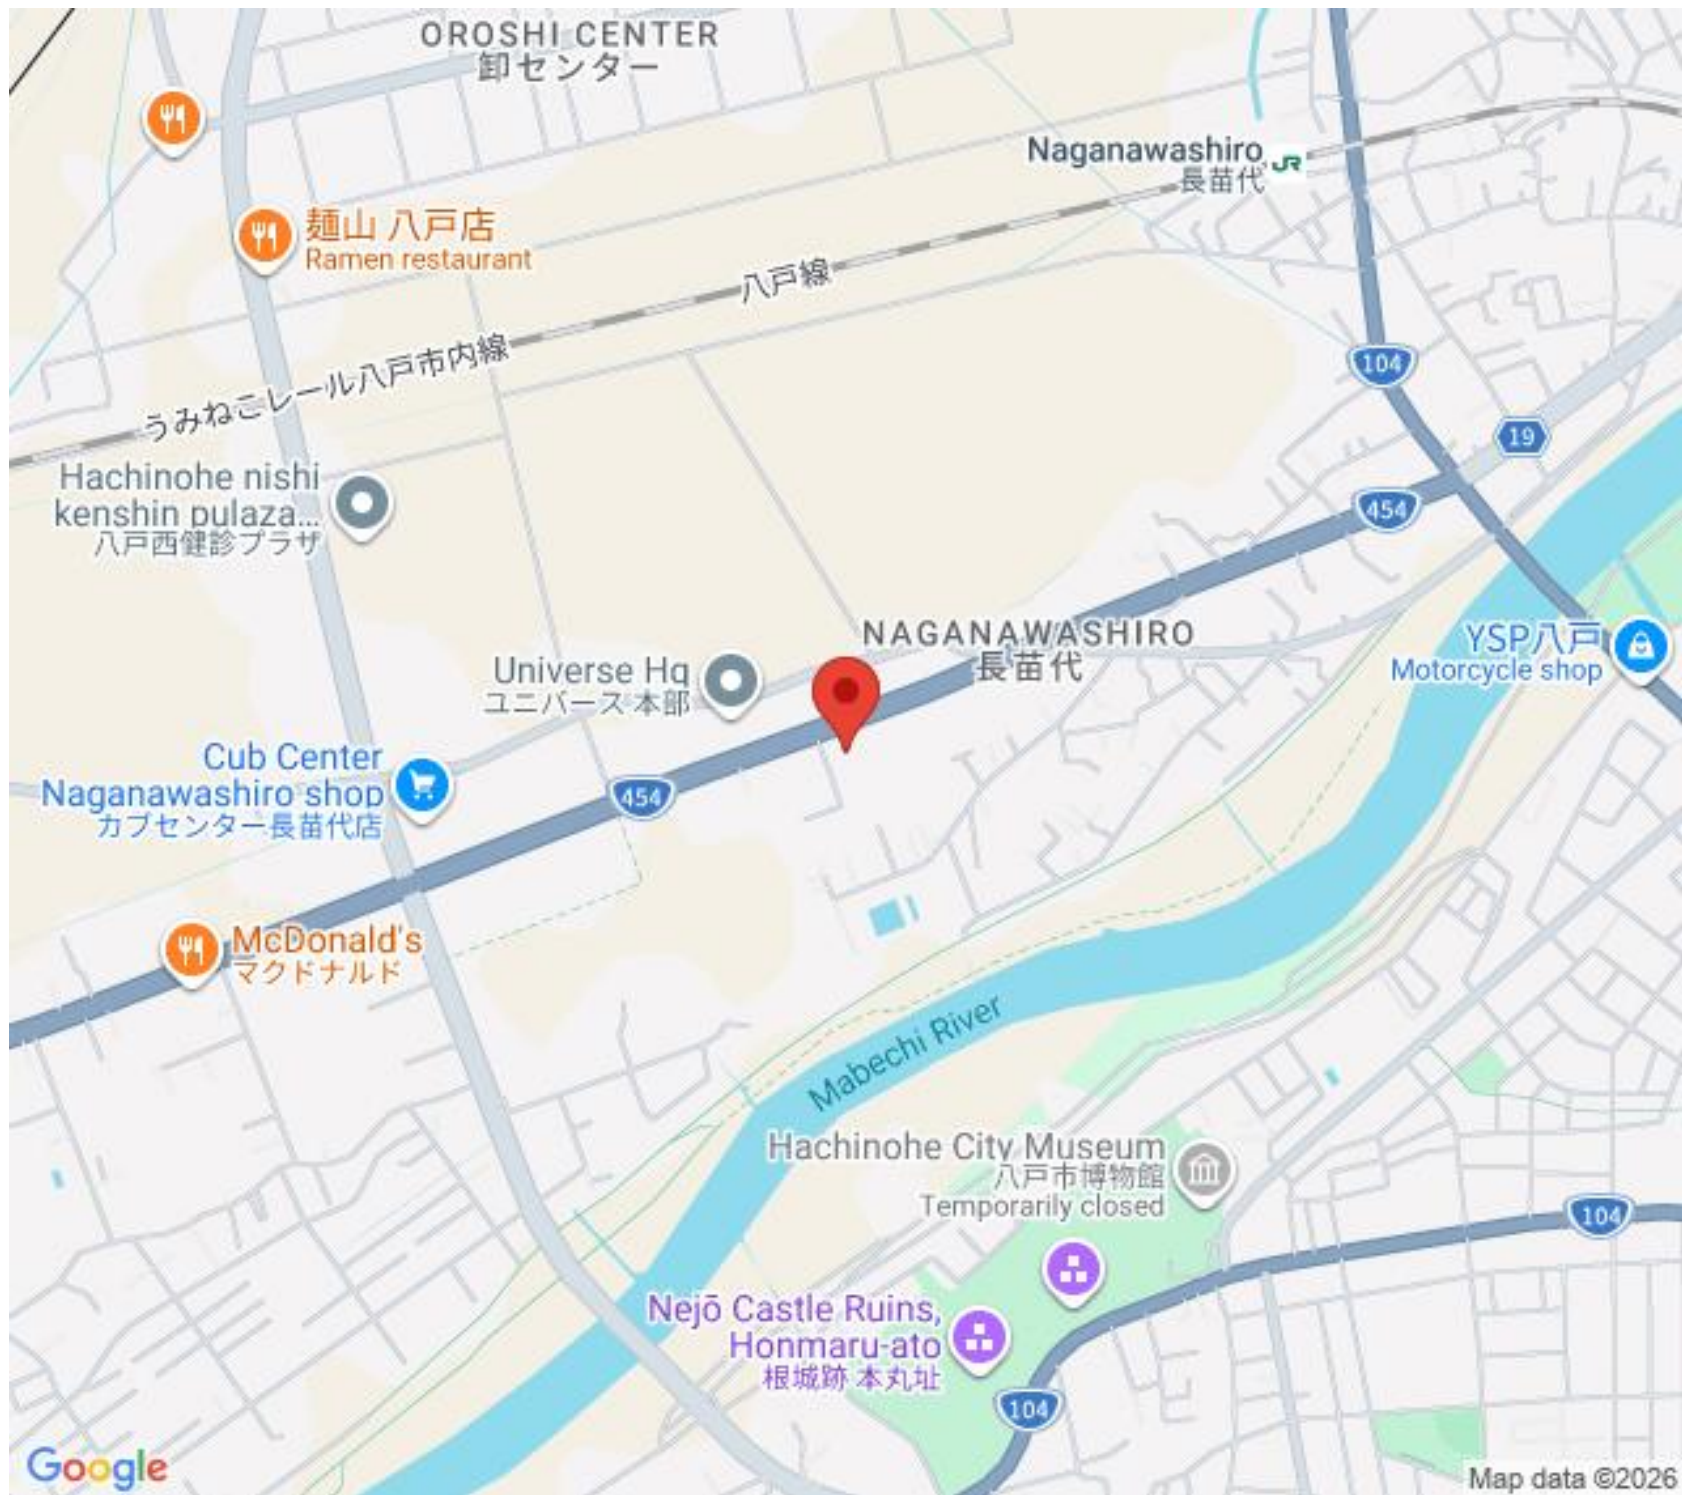 OROSHI CENTER
卸センター
Naganawashiro
長苗代
JR
麺山 八戸店
Ramen restaurant
八戸線
うみねこレール八戸市内線
104
19
454
Hachinohe nishi
kenshin pulaza...
八戸西健診プラザ
NAGANAWASHIRO
長苗代
YSP八戸
Motorcycle shop
Universe Hq
ユニバース 本部
Cub Center
Naganawashiro shop
カブセンター長苗代店
454
McDonald's
マクドナルド
Mabechi River
Hachinohe City Museum
八戸市博物館
Temporarily closed
104
Nejō Castle Ruins,
Honmaru-ato
根城跡 本丸址
104
Google
Map data ©2026